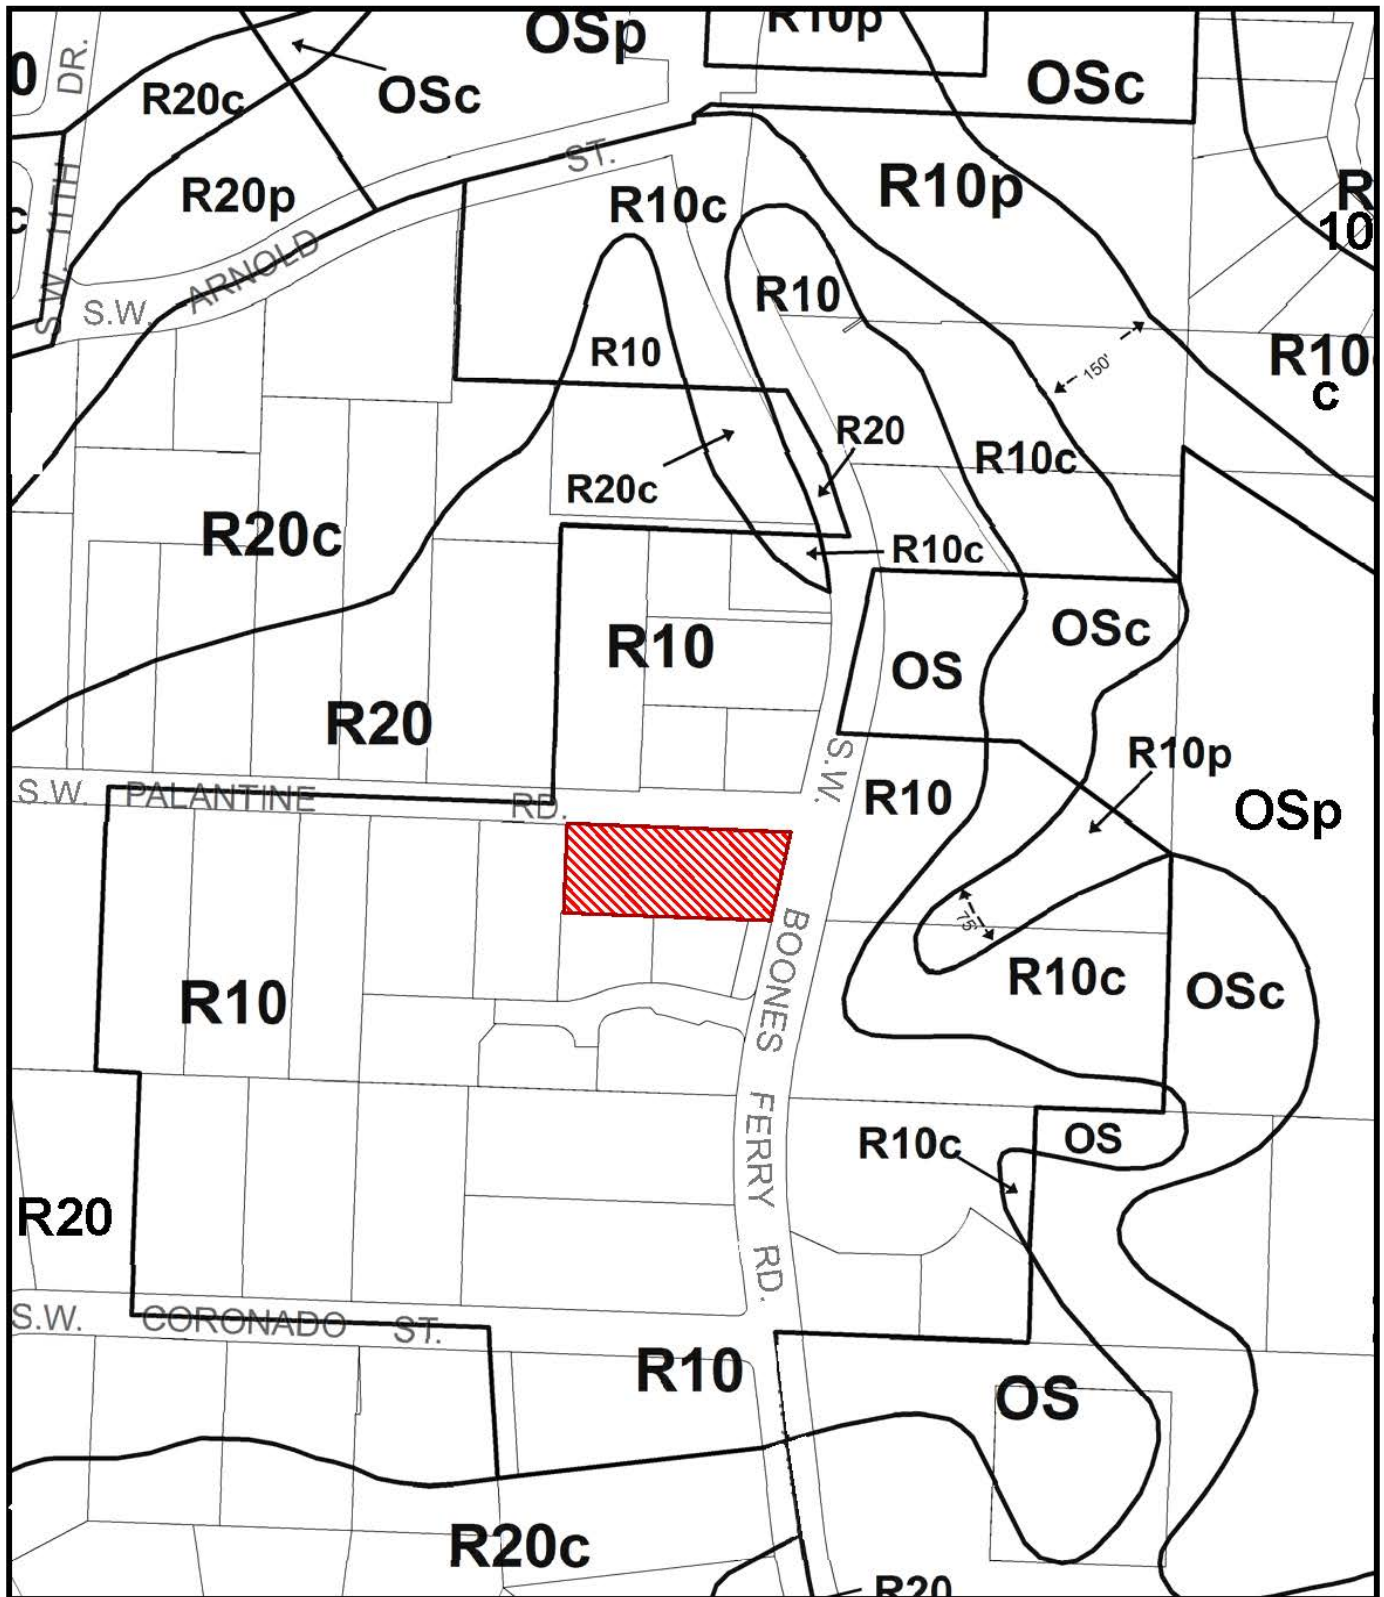 OSp
R10p
0
DR.
R20c
OSc
OSc
ST.
R20p
R10c
R10p
R
10
c
S.W. 11TH
S.W. ARNOLD
R10
R10
150'
R10
c
R20
R10c
R20c
R20c
R10c
OSc
R10
OS
R20
R10p
S.W. PALANTINE RD.
S.W.
R10
OSp
75'
R10c
OSc
R10
BOONES
FERRY
RD.
R10c
OS
R20
S.W. CORONADO ST.
R10
OS
R20c
R20